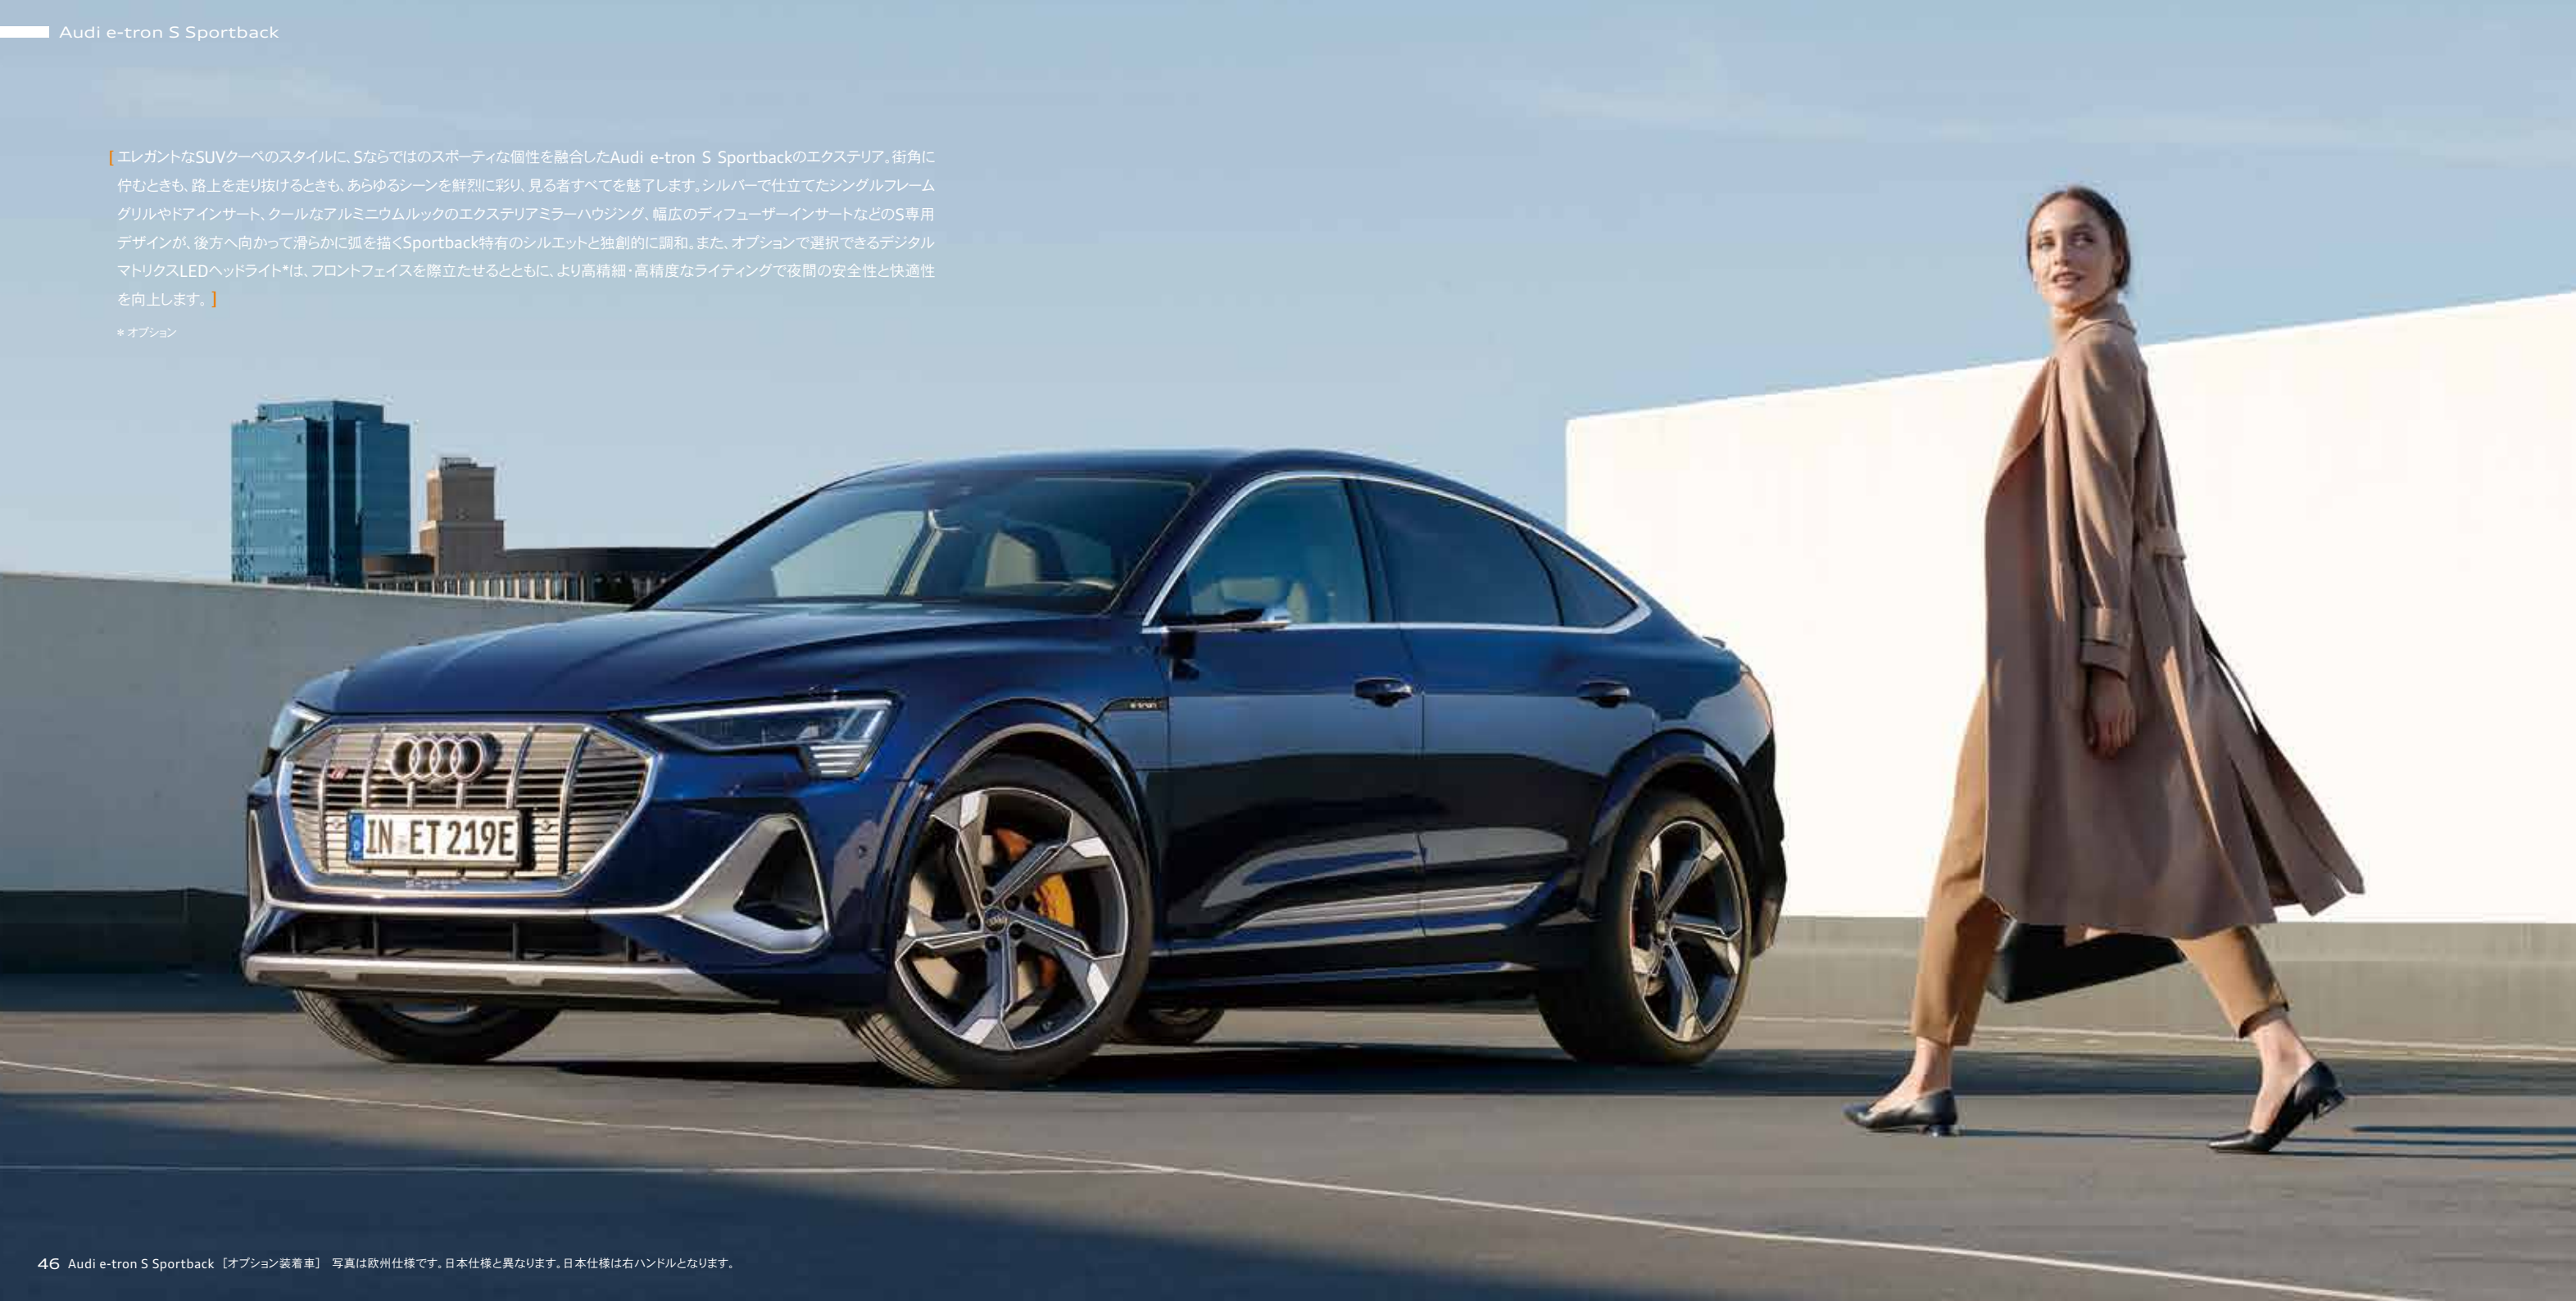 Audi e-tron S Sportback
[エレガントなSUVクーペのスタイルに、Sならではのスポーティな個性を融合したAudi e-tron S Sportbackのエクステリア。街角に
佇むときも、路上を走り抜けるときも、あらゆるシーンを鮮烈に彩り、見る者すべてを魅了します。シルバーで仕立てたシングルフレーム
グリルやドアインサート、クールなアルミニウムルックのエクステリアミラーハウジング、幅広のディフューザーインサートなどのS専用
デザインが、後方へ向かって滑らかに弧を描くSportback特有のシルエットと独創的に調和。また、オプションで選択できるデジタル
マトリクスLEDヘッドライト*は、フロントフェイスを際立たせるとともに、より高精細・高精度なライティングで夜間の安全性と快適性
を向上します。]
* オプション
e-tron
IN ET 219E
46 Audi e-tron S Sportback [オプション装着車] 写真は欧州仕様です。日本仕様と異なります。日本仕様は右ハンドルとなります。